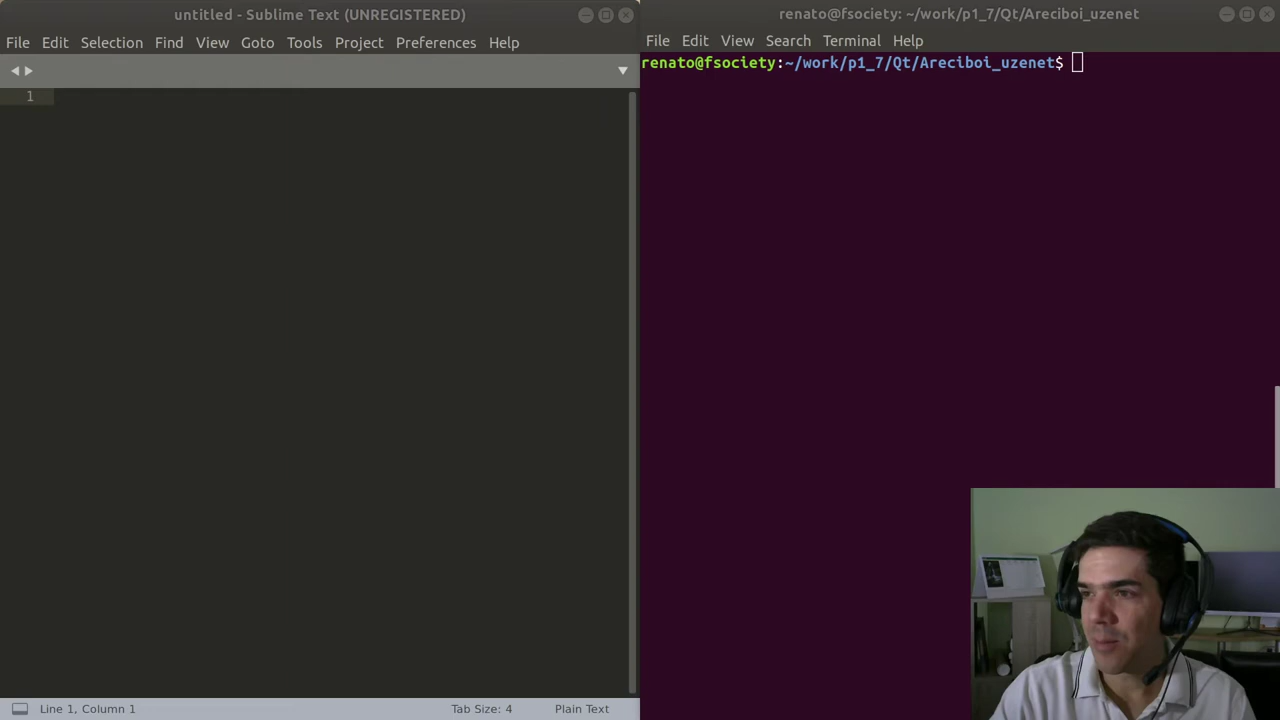 untitled - Sublime Text (UNREGISTERED)
File Edit Selection Find View Goto Tools Project Preferences Help
1
Line 1, Column 1
Tab Size: 4
Plain Text
renato@fsociety: ~/work/p1_7/Qt/Areciboi_uzenet
File Edit View Search Terminal Help
renato@fsociety:~/work/p1_7/Qt/Areciboi_uzenet$